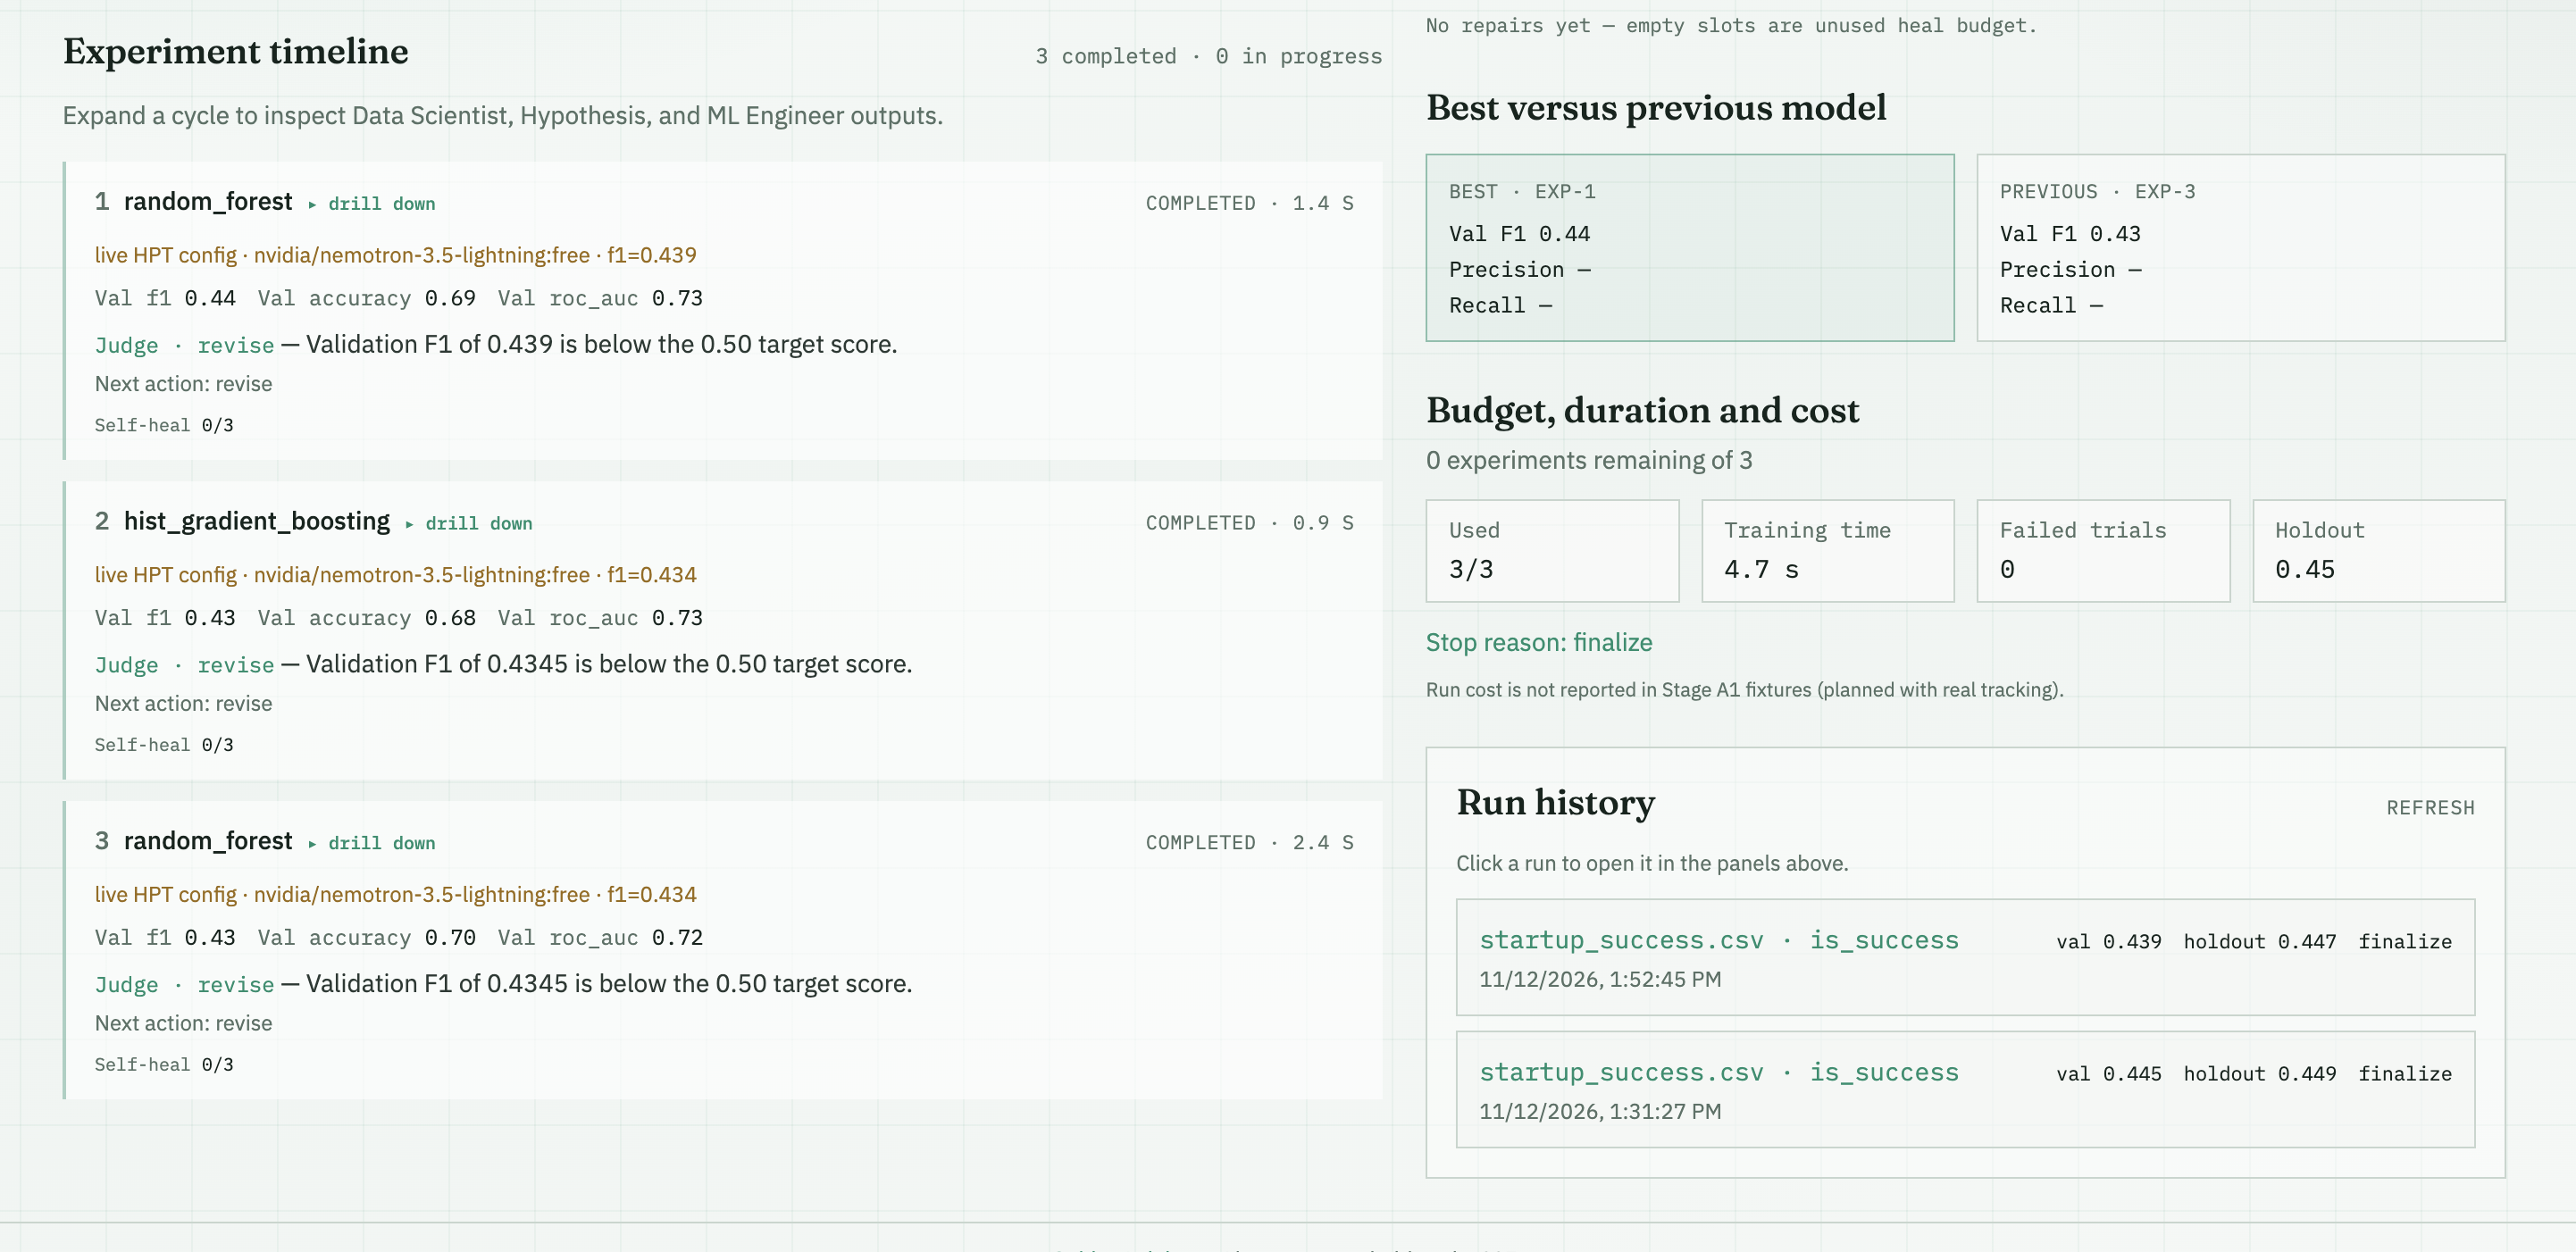 Experiment timeline
3 completed · 0 in progress
Expand a cycle to inspect Data Scientist, Hypothesis, and ML Engineer outputs.
1 random_forest ▸ drill down
COMPLETED · 1.4 S
live HPT config · nvidia/nemotron-3.5-lightning:free · f1=0.439
Val f1 0.44 Val accuracy 0.69 Val roc_auc 0.73
Judge · revise — Validation F1 of 0.439 is below the 0.50 target score.
Next action: revise
Self-heal 0/3
2 hist_gradient_boosting ▸ drill down
COMPLETED · 0.9 S
live HPT config · nvidia/nemotron-3.5-lightning:free · f1=0.434
Val f1 0.43 Val accuracy 0.68 Val roc_auc 0.73
Judge · revise — Validation F1 of 0.4345 is below the 0.50 target score.
Next action: revise
Self-heal 0/3
3 random_forest ▸ drill down
COMPLETED · 2.4 S
live HPT config · nvidia/nemotron-3.5-lightning:free · f1=0.434
Val f1 0.43 Val accuracy 0.70 Val roc_auc 0.72
Judge · revise — Validation F1 of 0.4345 is below the 0.50 target score.
Next action: revise
Self-heal 0/3
No repairs yet — empty slots are unused heal budget.
Best versus previous model
BEST · EXP-1
Val F1 0.44
Precision —
Recall —
PREVIOUS · EXP-3
Val F1 0.43
Precision —
Recall —
Budget, duration and cost
0 experiments remaining of 3
Used
3/3
Training time
4.7 s
Failed trials
0
Holdout
0.45
Stop reason: finalize
Run cost is not reported in Stage A1 fixtures (planned with real tracking).
Run history
REFRESH
Click a run to open it in the panels above.
startup_success.csv · is_success
val 0.439 holdout 0.447 finalize
11/12/2026, 1:52:45 PM
startup_success.csv · is_success
val 0.445 holdout 0.449 finalize
11/12/2026, 1:31:27 PM